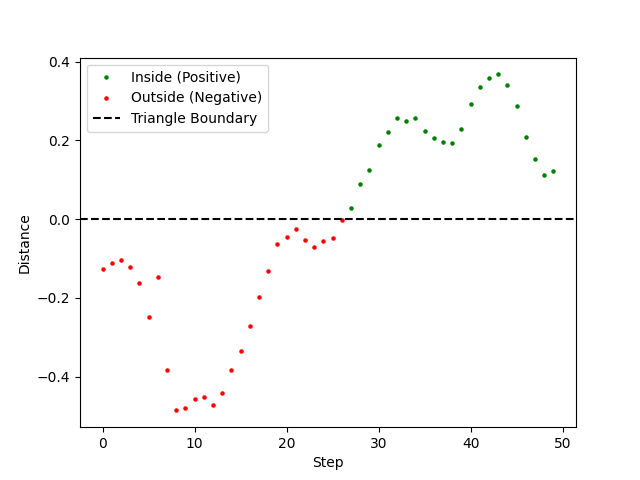 Inside (Positive)
Outside (Negative)
Triangle Boundary
0.4
0.2
0.0
−0.2
−0.4
Distance
0 10 20 30 40 50
Step